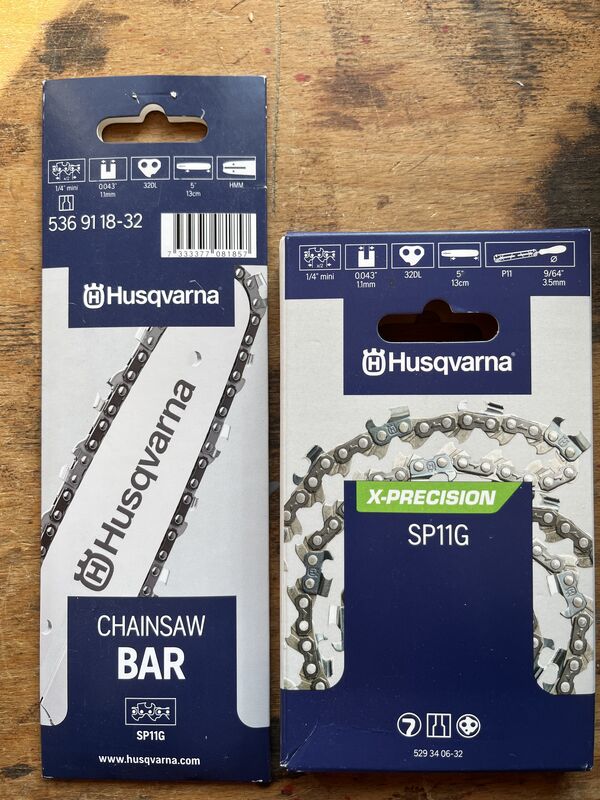 1/4" mini
0.043"
1.1mm
32DL
5"
13cm
HMM
536 91 18-32
7 333377 081857
Husqvarna
Husqvarna
CHAINSAW
BAR
SP11G
www.husqvarna.com
1/4" mini
0.043"
1.1mm
32DL
5"
13cm
P11
9/64"
3.5mm
Husqvarna
X-PRECISION
SP11G
529 34 06-32